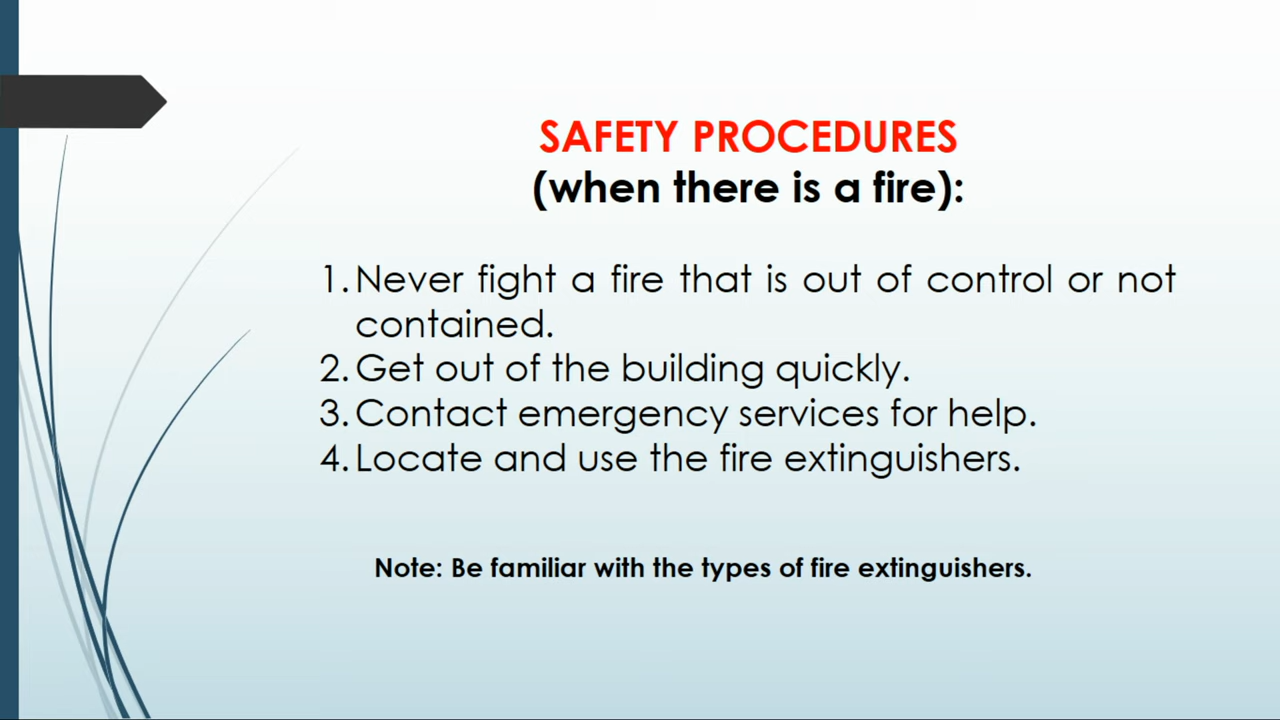 SAFETY PROCEDURES
(when there is a fire):
1. Never fight a fire that is out of control or not
contained.
2. Get out of the building quickly.
3. Contact emergency services for help.
4. Locate and use the fire extinguishers.
Note: Be familiar with the types of fire extinguishers.